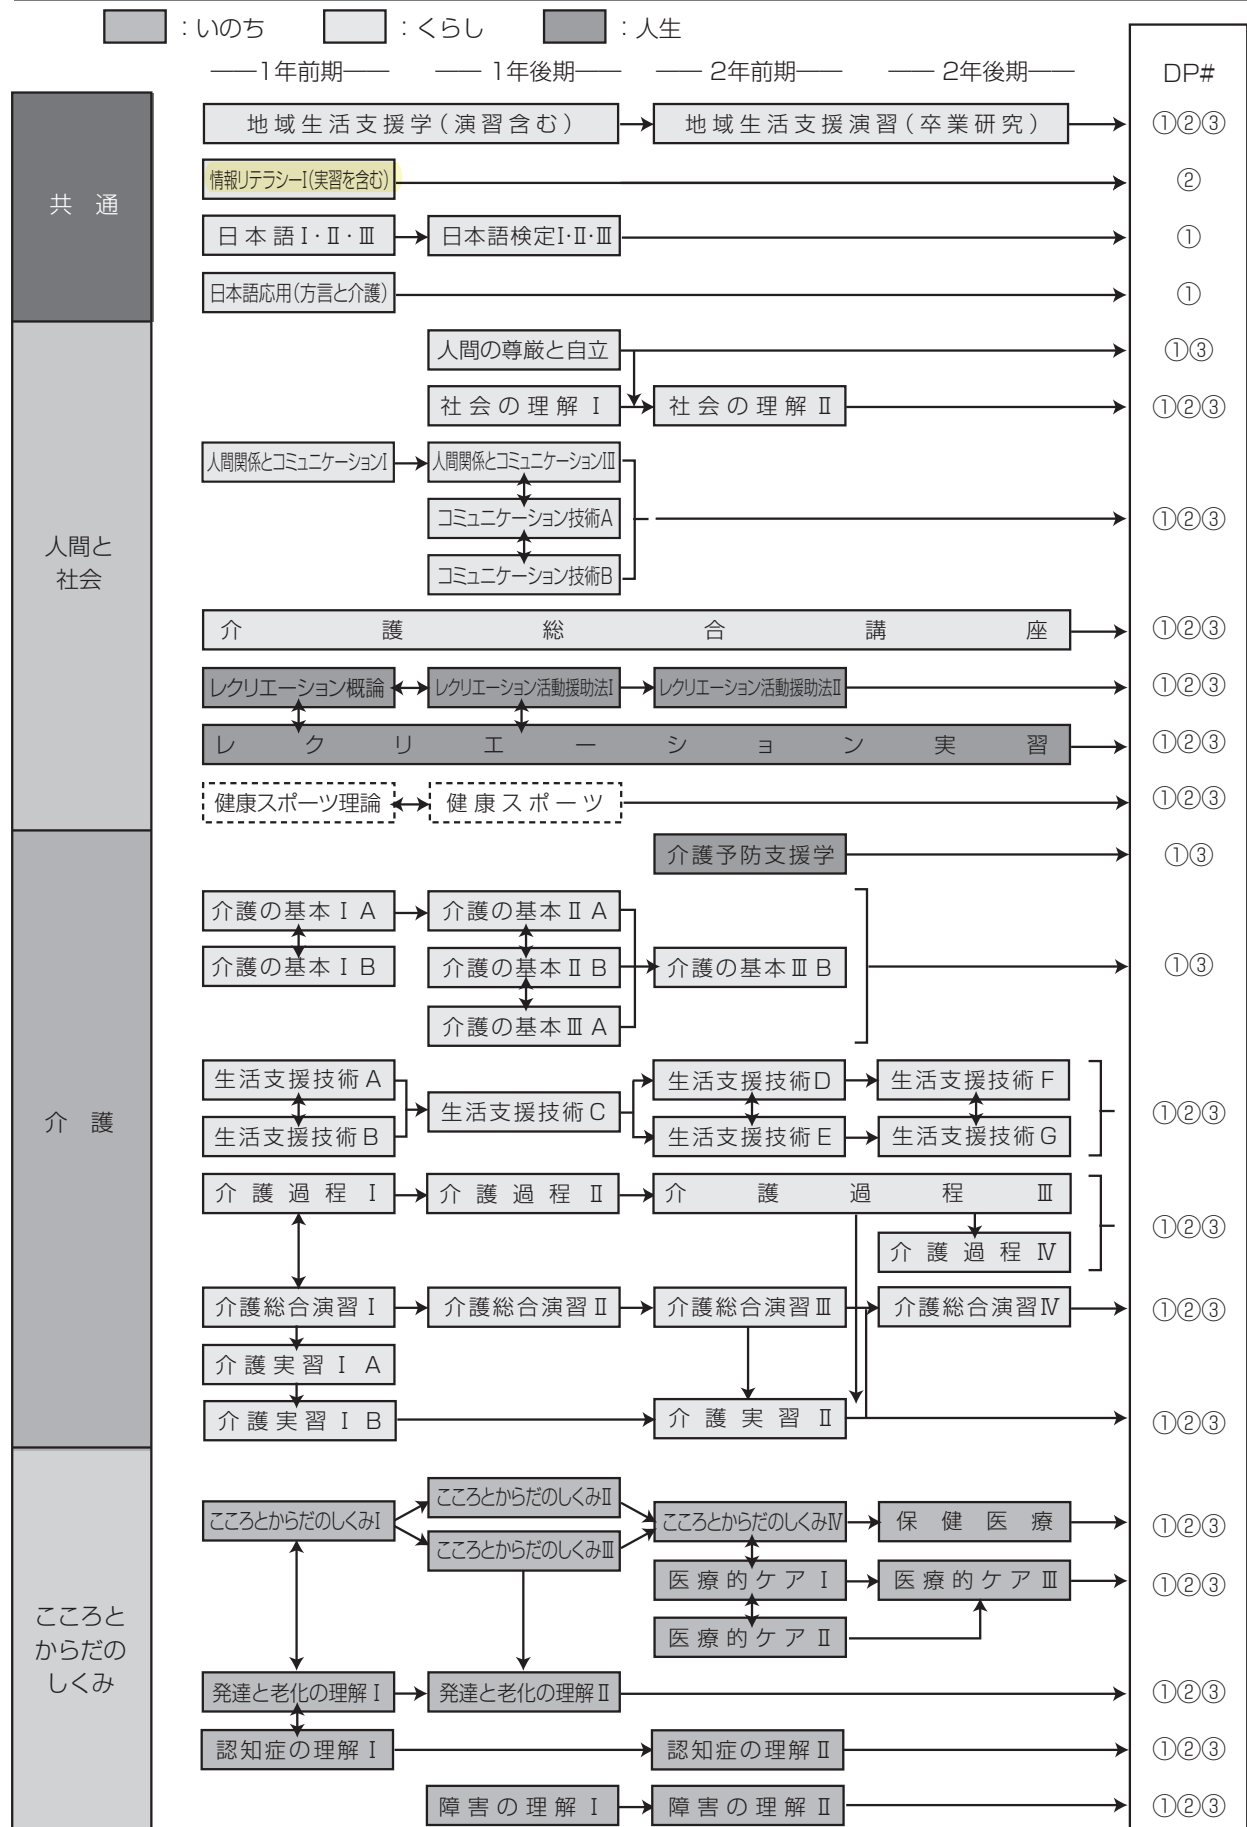 ：いのち ：くらし ：人生
1年前期 1年後期 2年前期 2年後期 DP#
共通
地域生活支援学(演習含む) 地域生活支援演習(卒業研究) ①②③
情報リテラシーⅠ(実習を含む) ②
日本語Ⅰ・Ⅱ・Ⅲ 日本語検定Ⅰ・Ⅱ・Ⅲ ①
日本語応用(方言と介護) ①
人間と
社会
人間の尊厳と自立 ①③
社会の理解Ⅰ 社会の理解Ⅱ ①②③
人間関係とコミュニケーションⅠ 人間関係とコミュニケーションⅢ
コミュニケーション技術A ①②③
コミュニケーション技術B
介護総合講座 ①②③
レクリエーション概論 レクリエーション活動援助法Ⅰ レクリエーション活動援助法Ⅱ ①②③
レクリエーション実習 ①②③
健康スポーツ理論 健康スポーツ ①②③
介護
介護予防支援学 ①③
介護の基本ⅠA 介護の基本ⅡA
介護の基本ⅠB 介護の基本ⅡB 介護の基本ⅢB ①③
介護の基本ⅢA
生活支援技術A 生活支援技術D 生活支援技術F
生活支援技術C ①②③
生活支援技術B 生活支援技術E 生活支援技術G
介護過程Ⅰ 介護過程Ⅱ 介護過程Ⅲ
①②③
介護過程Ⅳ
介護総合演習Ⅰ 介護総合演習Ⅱ 介護総合演習Ⅲ 介護総合演習Ⅳ ①②③
介護実習ⅠA
介護実習ⅠB 介護実習Ⅱ ①②③
こころと
からだの
しくみ
こころとからだのしくみⅡ
こころとからだのしくみⅠ こころとからだのしくみⅣ 保健医療 ①②③
こころとからだのしくみⅢ
医療的ケアⅠ 医療的ケアⅢ ①②③
医療的ケアⅡ
発達と老化の理解Ⅰ 発達と老化の理解Ⅱ ①②③
認知症の理解Ⅰ 認知症の理解Ⅱ ①②③
障害の理解Ⅰ 障害の理解Ⅱ ①②③